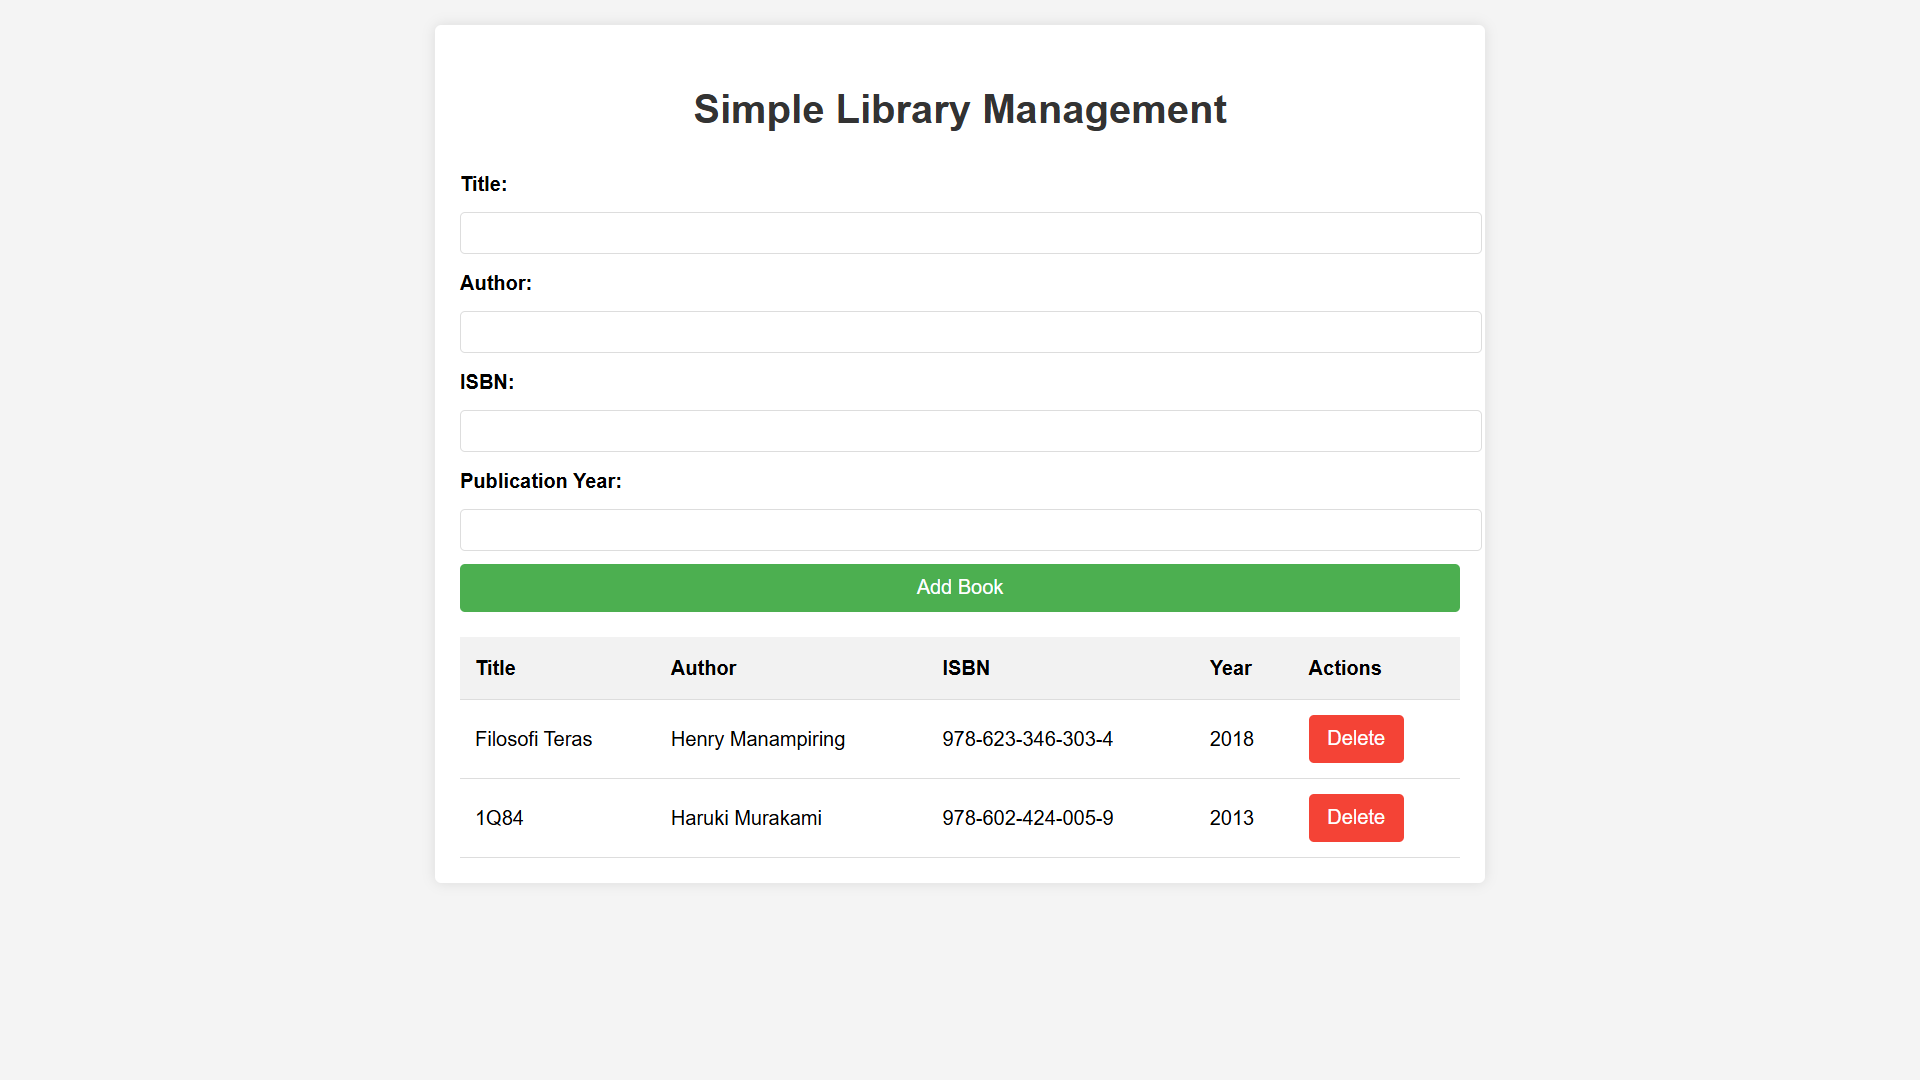 Simple Library Management
Title:
Author:
ISBN:
Publication Year:
Add Book
Title Author ISBN Year Actions
Filosofi Teras Henry Manampiring 978-623-346-303-4 2018 Delete
1Q84 Haruki Murakami 978-602-424-005-9 2013 Delete